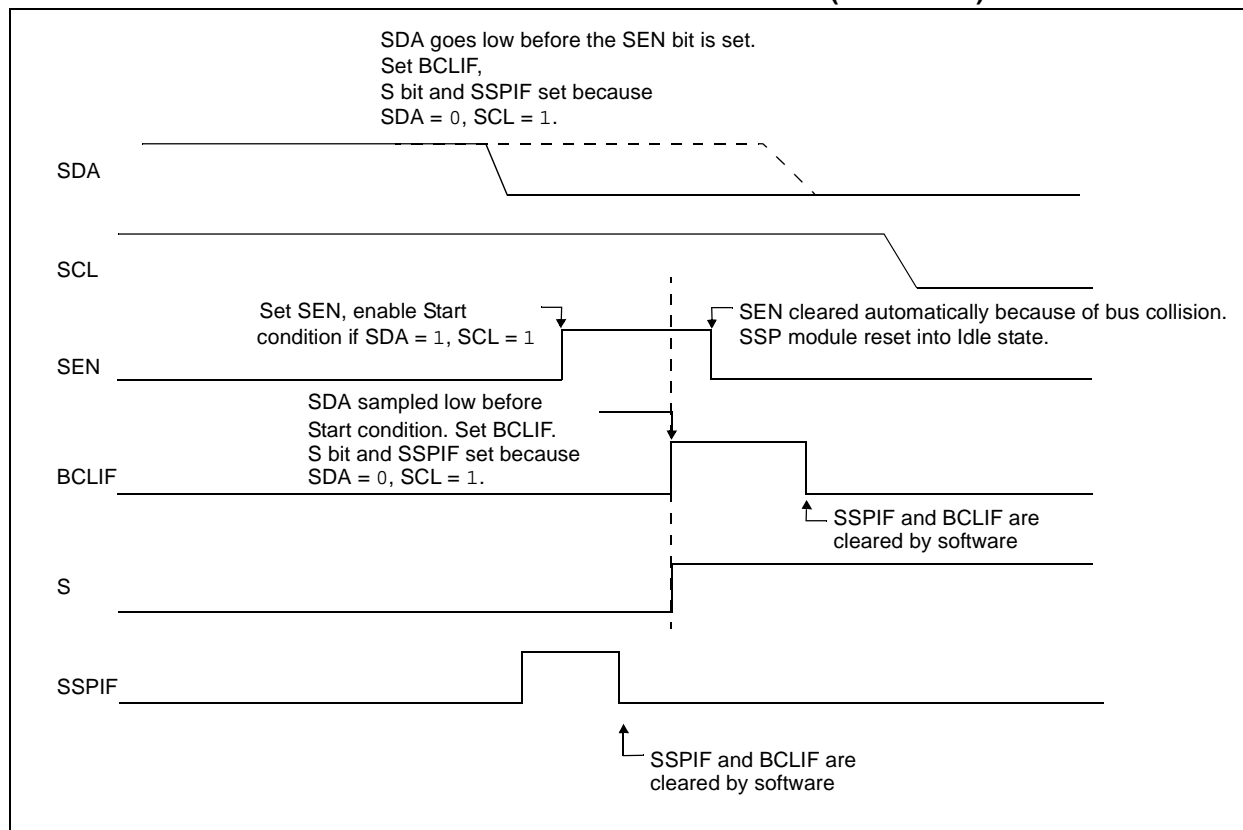 SDA goes low before the SEN bit is set.
Set BCLIF,
S bit and SSPIF set because
SDA = 0, SCL = 1.
SDA
SCL
Set SEN, enable Start
condition if SDA = 1, SCL = 1
SEN cleared automatically because of bus collision.
SSP module reset into Idle state.
SEN
SDA sampled low before
Start condition. Set BCLIF.
S bit and SSPIF set because
SDA = 0, SCL = 1.
BCLIF
SSPIF and BCLIF are
cleared by software
S
SSPIF
SSPIF and BCLIF are
cleared by software